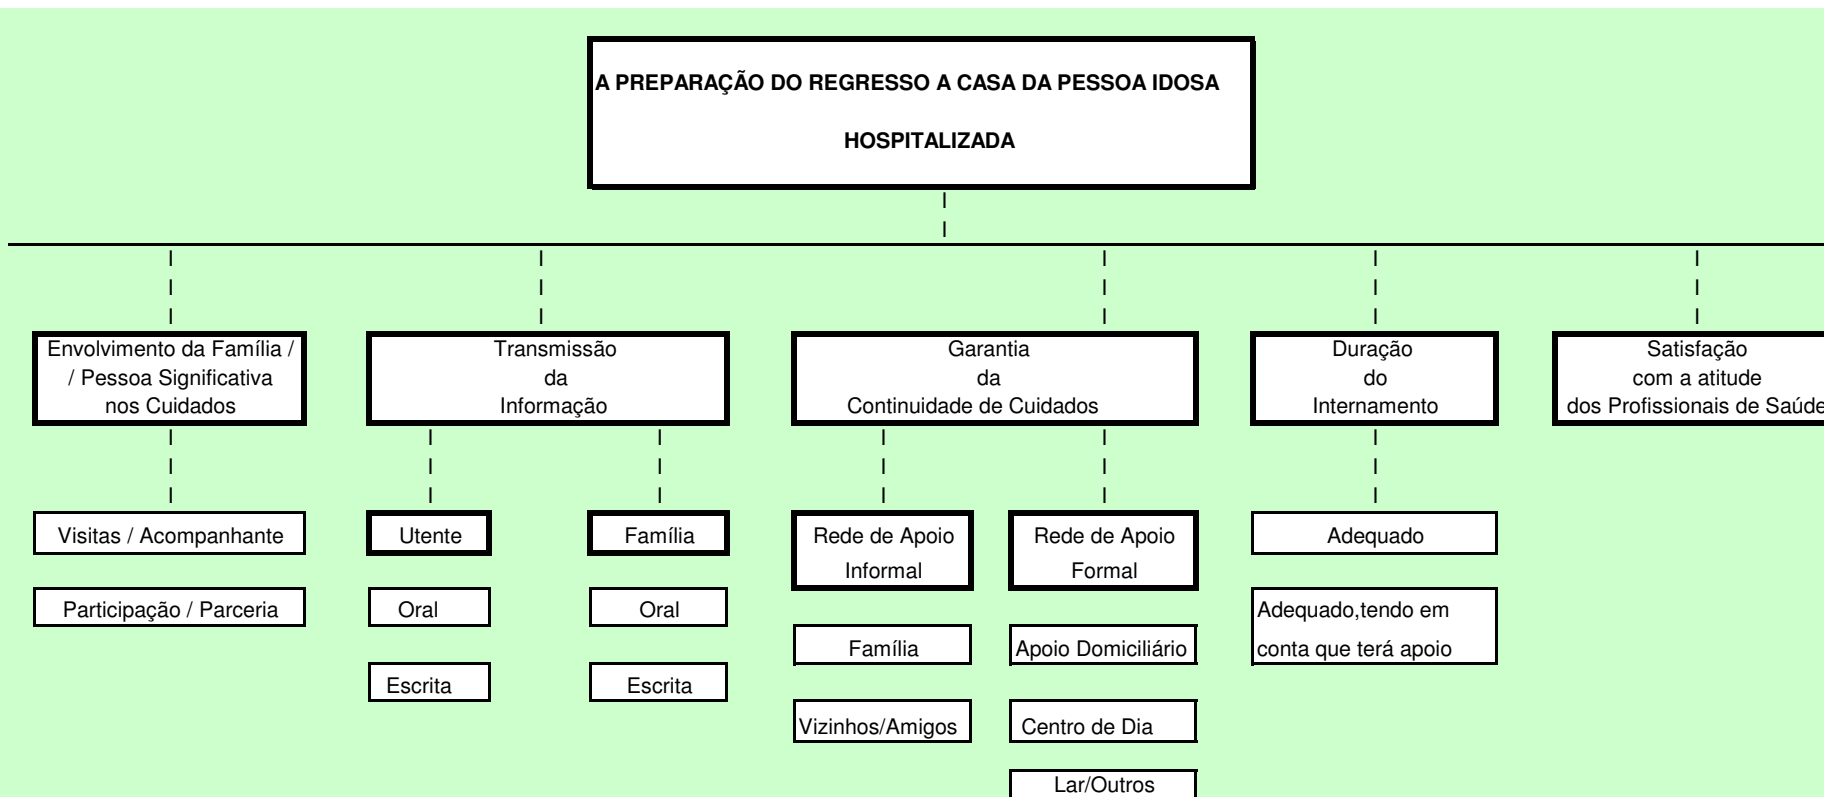 A PREPARAÇÃO DO REGRESSO A CASA DA PESSOA IDOSA
HOSPITALIZADA
Envolvimento da Família /
/ Pessoa Significativa
nos Cuidados
Transmissão
da
Informação
Garantia
da
Continuidade de Cuidados
Duração
do
Internamento
Satisfação
com a atitude
dos Profissionais de Saúde
Visitas / Acompanhante
Participação / Parceria
Utente
Oral
Escrita
Família
Oral
Escrita
Rede de Apoio
Informal
Família
Vizinhos/Amigos
Rede de Apoio
Formal
Apoio Domiciliário
Centro de Dia
Lar/Outros
Adequado
Adequado,tendo em
conta que terá apoio